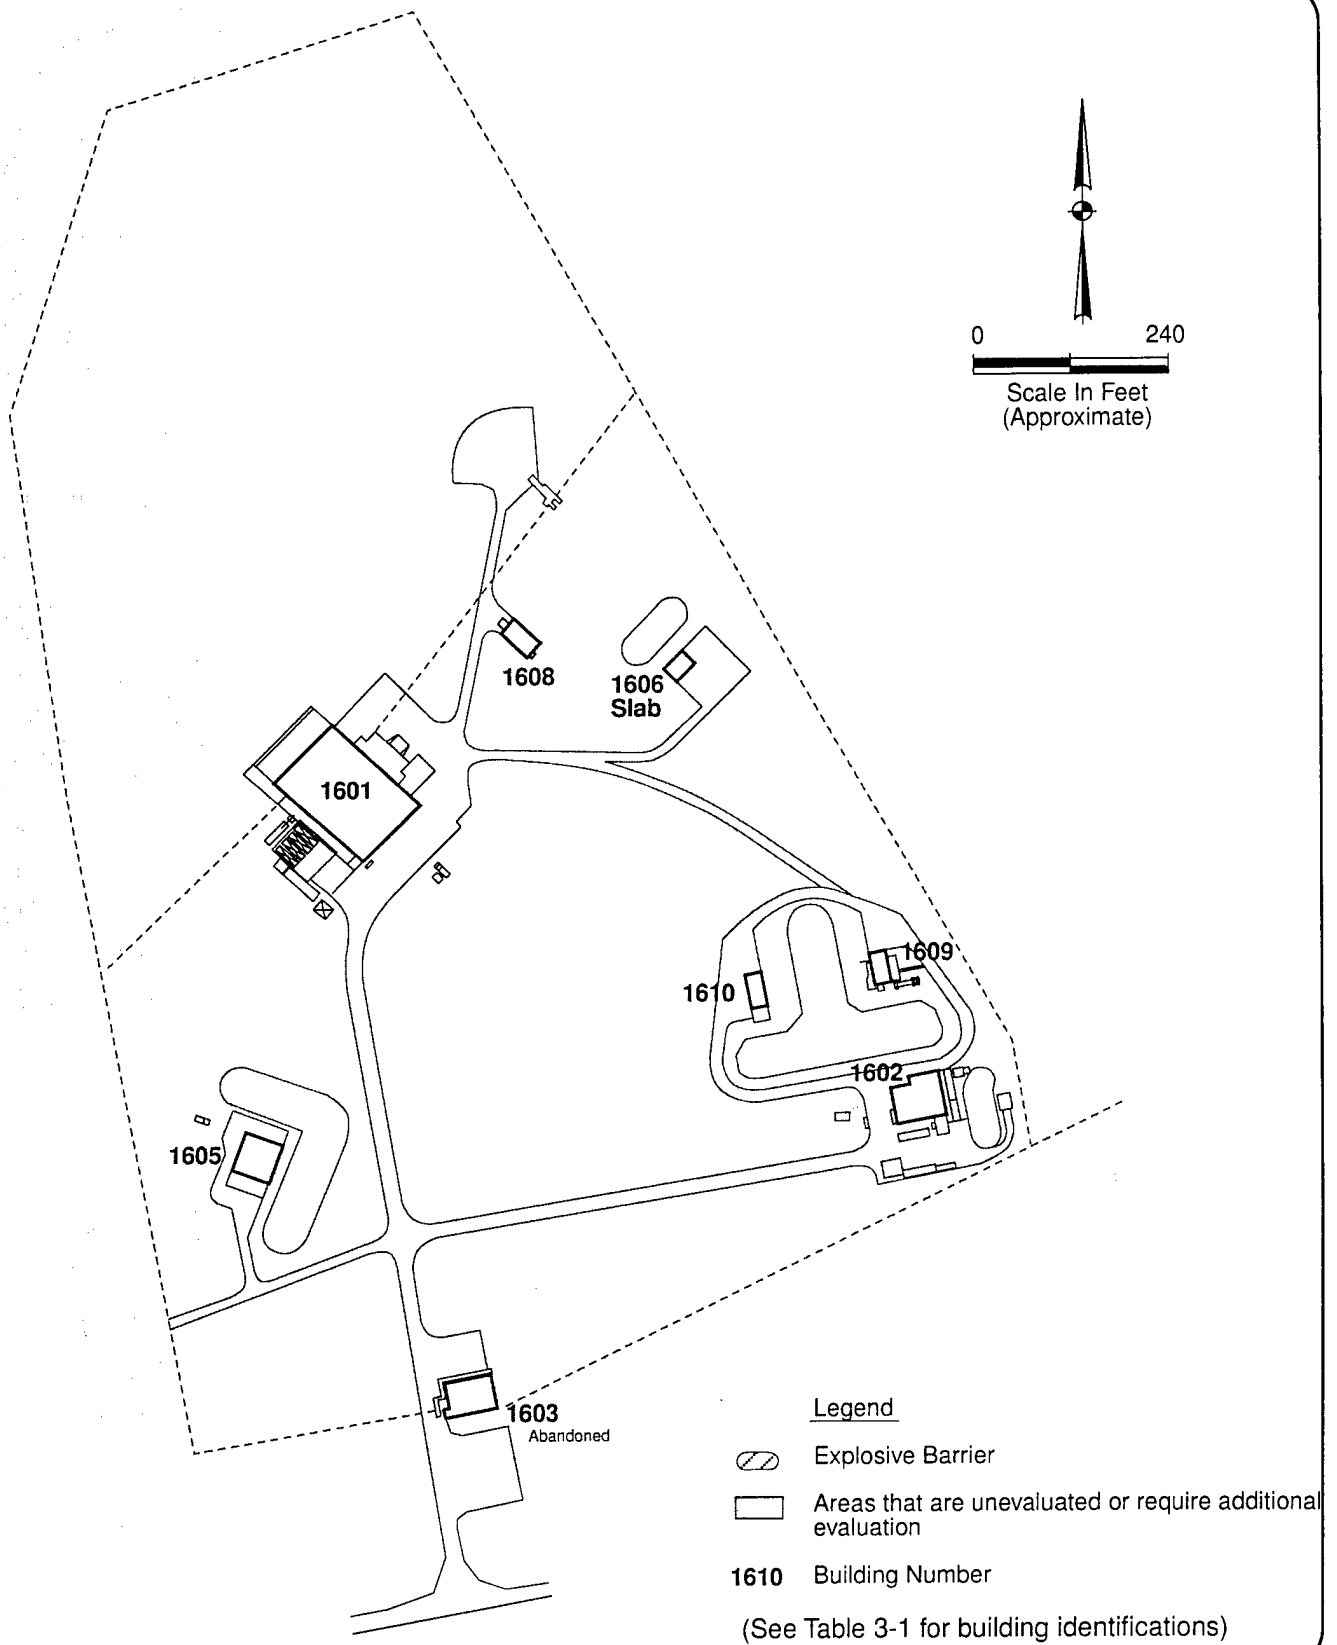 0 240
Scale In Feet
(Approximate)
1608
1606
Slab
1601
1609
1610
1602
1605
1603
Abandoned
Legend
Explosive Barrier
Areas that are unevaluated or require additional
evaluation
1610 Building Number
(See Table 3-1 for building identifications)